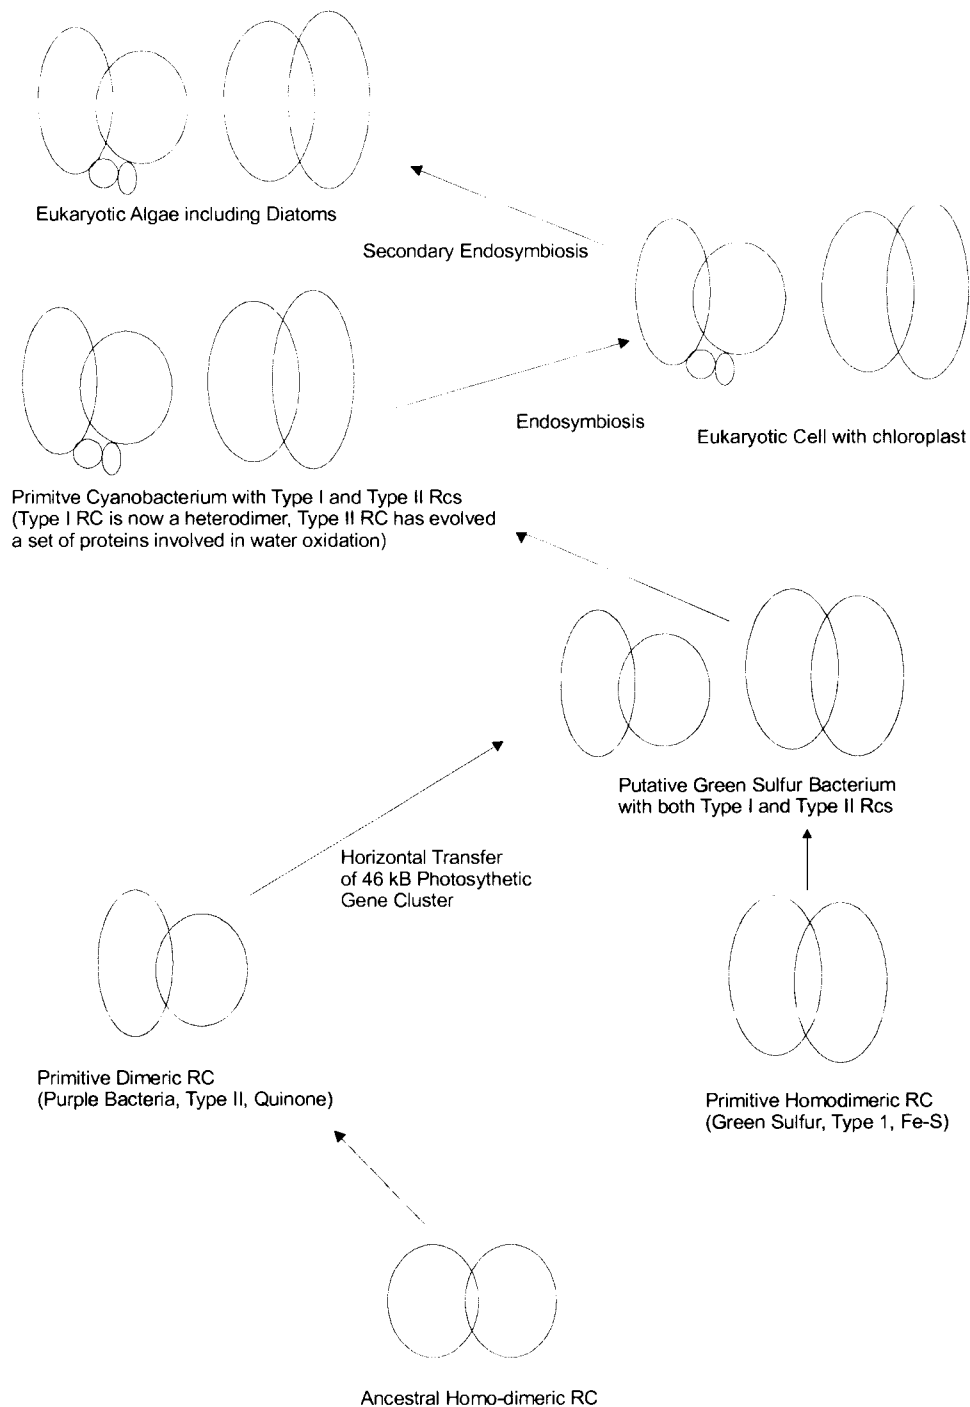 Eukaryotic Algae including Diatoms
Secondary Endosymbiosis
Endosymbiosis
Eukaryotic Cell with chloroplast
Primitve Cyanobacterium with Type I and Type II Rcs
(Type I RC is now a heterodimer, Type II RC has evolved
a set of proteins involved in water oxidation)
Putative Green Sulfur Bacterium
with both Type I and Type II Rcs
Horizontal Transfer
of 46 kB Photosythetic
Gene Cluster
Primitive Dimeric RC
(Purple Bacteria, Type II, Quinone)
Primitive Homodimeric RC
(Green Sulfur, Type 1, Fe-S)
Ancestral Homo-dimeric RC